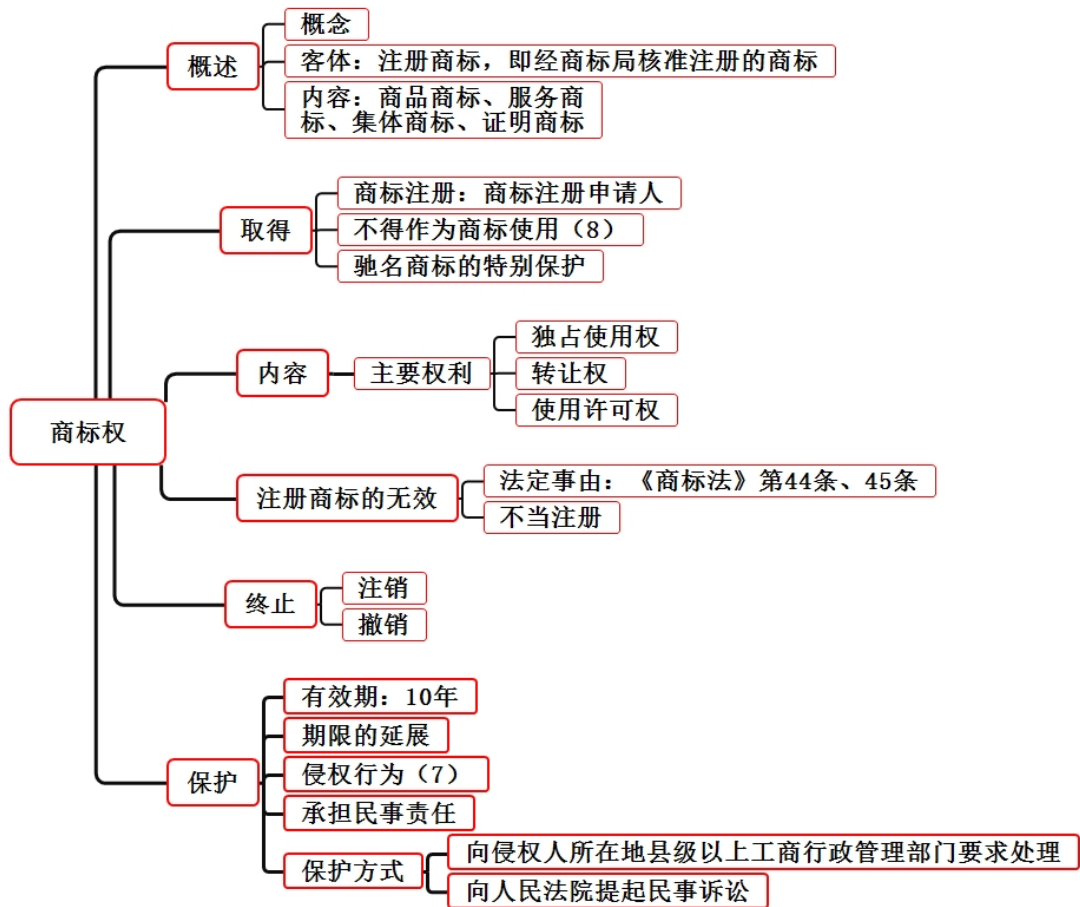 概述
概念
客体：注册商标，即经商标局核准注册的商标
内容：商品商标、服务商
标、集体商标、证明商标
取得
商标注册：商标注册申请人
不得作为商标使用（8）
驰名商标的特别保护
商标权
内容
主要权利
独占使用权
转让权
使用许可权
注册商标的无效
法定事由：《商标法》第44条、45条
不当注册
终止
注销
撤销
保护
有效期：10年
期限的延展
侵权行为（7）
承担民事责任
保护方式
向侵权人所在地县级以上工商行政管理部门要求处理
向人民法院提起民事诉讼